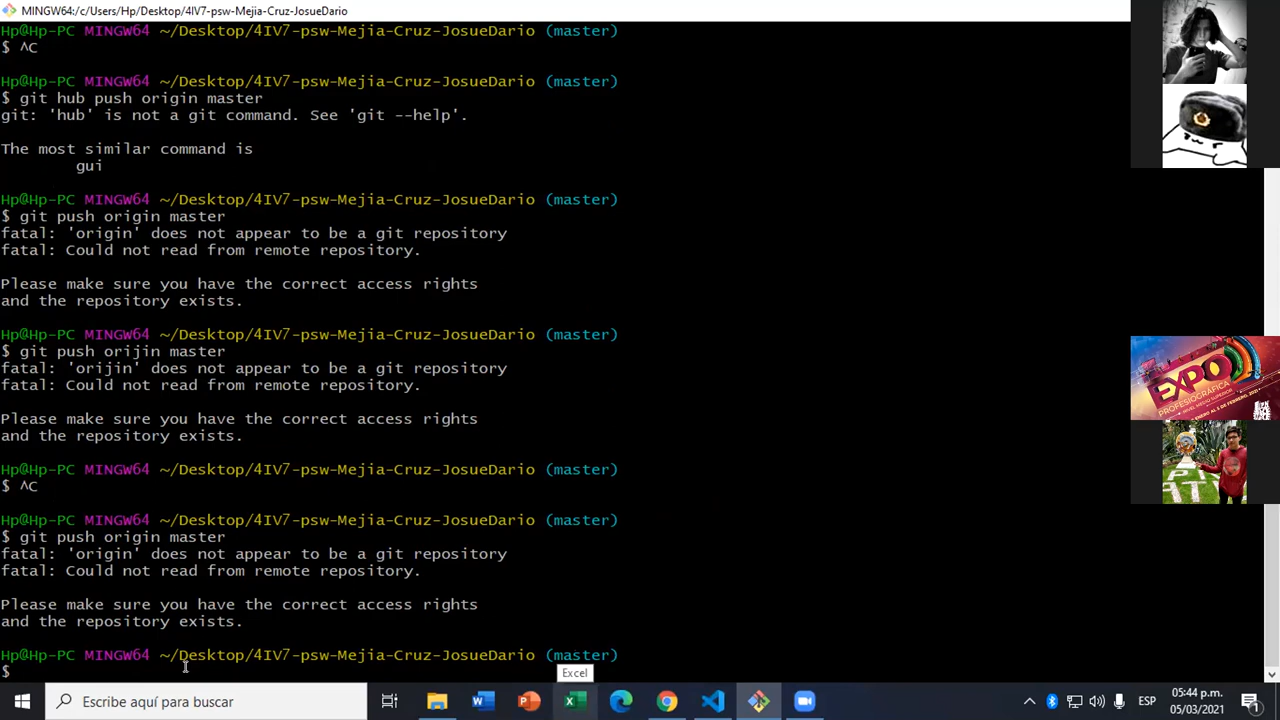 MINGW64:/c/Users/Hp/Desktop/4IV7-psw-Mejia-Cruz-JosueDario
Hp@Hp-PC MINGW64 ~/Desktop/4IV7-psw-Mejia-Cruz-JosueDario (master)
$ ^C
Hp@Hp-PC MINGW64 ~/Desktop/4IV7-psw-Mejia-Cruz-JosueDario (master)
$ git hub push origin master
git: 'hub' is not a git command. See 'git --help'.
The most similar command is
gui
Hp@Hp-PC MINGW64 ~/Desktop/4IV7-psw-Mejia-Cruz-JosueDario (master)
$ git push origin master
fatal: 'origin' does not appear to be a git repository
fatal: Could not read from remote repository.
Please make sure you have the correct access rights
and the repository exists.
Hp@Hp-PC MINGW64 ~/Desktop/4IV7-psw-Mejia-Cruz-JosueDario (master)
$ git push orijin master
fatal: 'orijin' does not appear to be a git repository
fatal: Could not read from remote repository.
Please make sure you have the correct access rights
and the repository exists.
Hp@Hp-PC MINGW64 ~/Desktop/4IV7-psw-Mejia-Cruz-JosueDario (master)
$ ^C
Hp@Hp-PC MINGW64 ~/Desktop/4IV7-psw-Mejia-Cruz-JosueDario (master)
$ git push origin master
fatal: 'origin' does not appear to be a git repository
fatal: Could not read from remote repository.
Please make sure you have the correct access rights
and the repository exists.
Hp@Hp-PC MINGW64 ~/Desktop/4IV7-psw-Mejia-Cruz-JosueDario (master)
$
Excel
EXPO
PROFESIOGRÁFICA
Escribe aquí para buscar
ESP
05:44 p.m.
05/03/2021